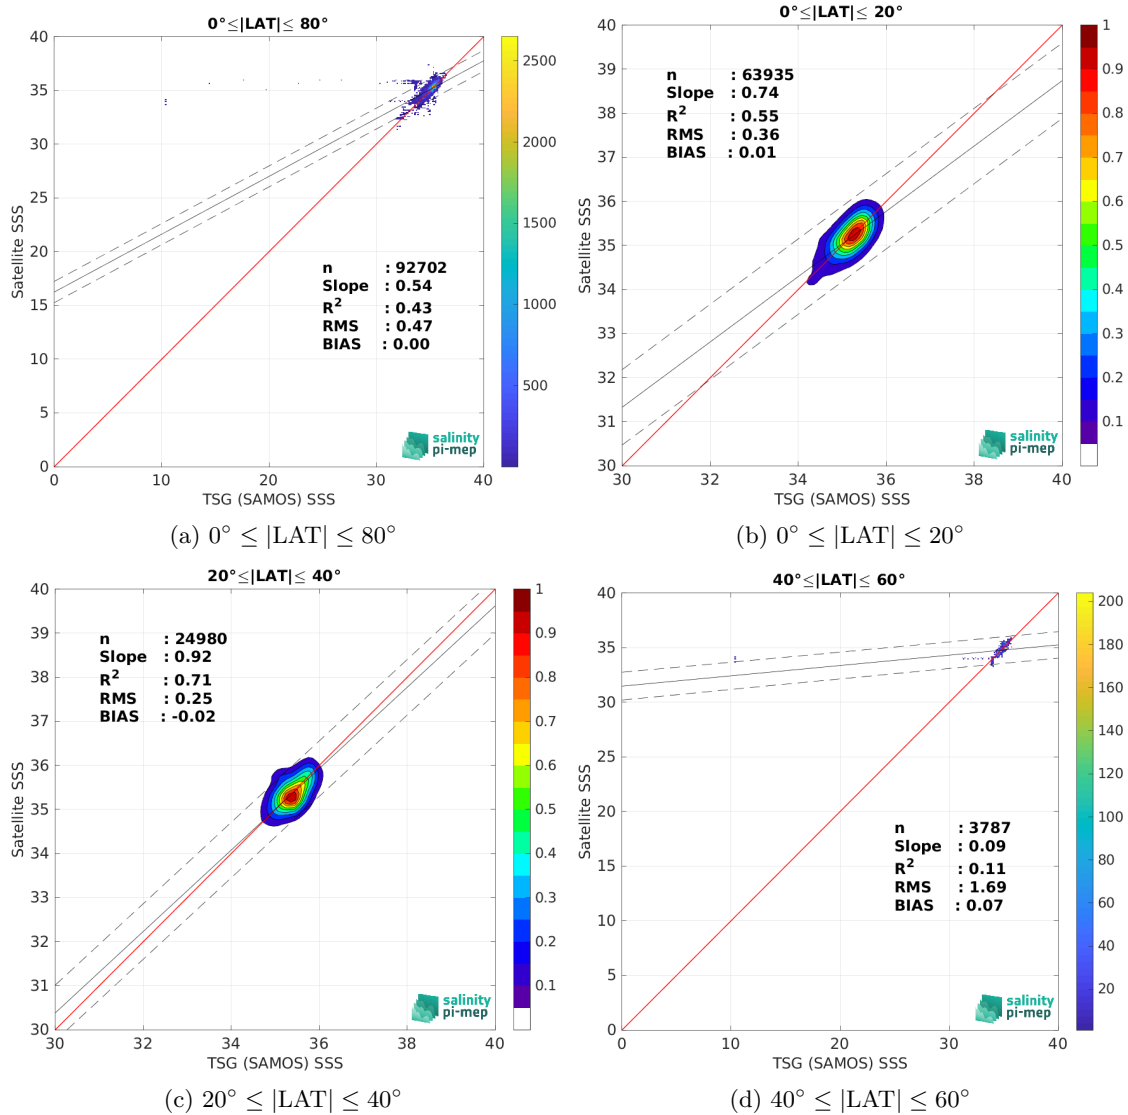 0°≤|LAT|≤ 80°
40
35
30
25
20
15
10
5
0
Satellite SSS
n : 92702
Slope : 0.54
R2 : 0.43
RMS : 0.47
BIAS : 0.00
salinity
pi-mep
0 10 20 30 40
TSG (SAMOS) SSS
2500
2000
1500
1000
500
(a) 0° ≤ |LAT| ≤ 80°
0°≤|LAT|≤ 20°
40
39
38
37
36
35
34
33
32
31
30
Satellite SSS
n : 63935
Slope : 0.74
R2 : 0.55
RMS : 0.36
BIAS : 0.01
salinity
pi-mep
30 32 34 36 38 40
TSG (SAMOS) SSS
1
0.9
0.8
0.7
0.6
0.5
0.4
0.3
0.2
0.1
(b) 0° ≤ |LAT| ≤ 20°
20°≤|LAT|≤ 40°
40
39
38
37
36
35
34
33
32
31
30
Satellite SSS
n : 24980
Slope : 0.92
R2 : 0.71
RMS : 0.25
BIAS : -0.02
salinity
pi-mep
30 32 34 36 38 40
TSG (SAMOS) SSS
1
0.9
0.8
0.7
0.6
0.5
0.4
0.3
0.2
0.1
(c) 20° ≤ |LAT| ≤ 40°
40°≤|LAT|≤ 60°
40
35
30
25
20
15
10
5
0
Satellite SSS
n : 3787
Slope : 0.09
R2 : 0.11
RMS : 1.69
BIAS : 0.07
salinity
pi-mep
0 10 20 30 40
TSG (SAMOS) SSS
200
180
160
140
120
100
80
60
40
20
(d) 40° ≤ |LAT| ≤ 60°